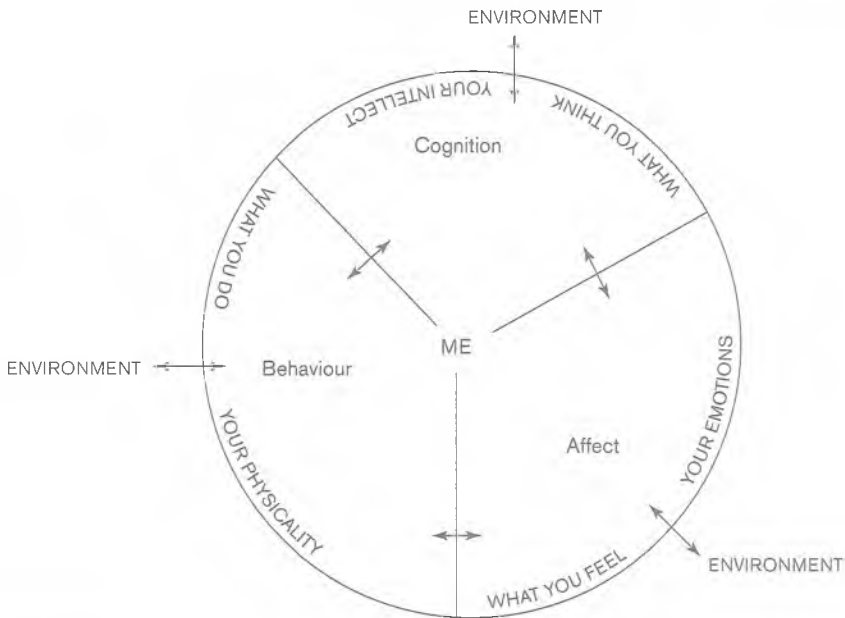 ENVIRONMENT
YOUR INTELLECT
WHAT YOU THINK
Cognition
WHAT YOU DO
ME
ENVIRONMENT
Behaviour
YOUR EMOTIONS
YOUR PHYSICALITY
Affect
WHAT YOU FEEL
ENVIRONMENT